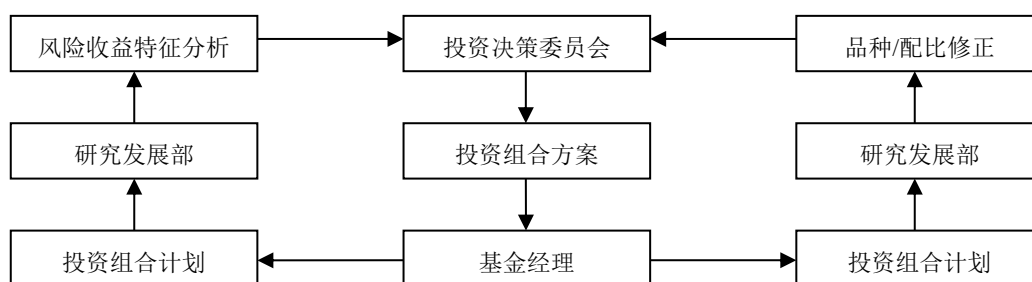 风险收益特征分析
投资决策委员会
品种/配比修正
研究发展部
投资组合方案
研究发展部
投资组合计划
基金经理
投资组合计划